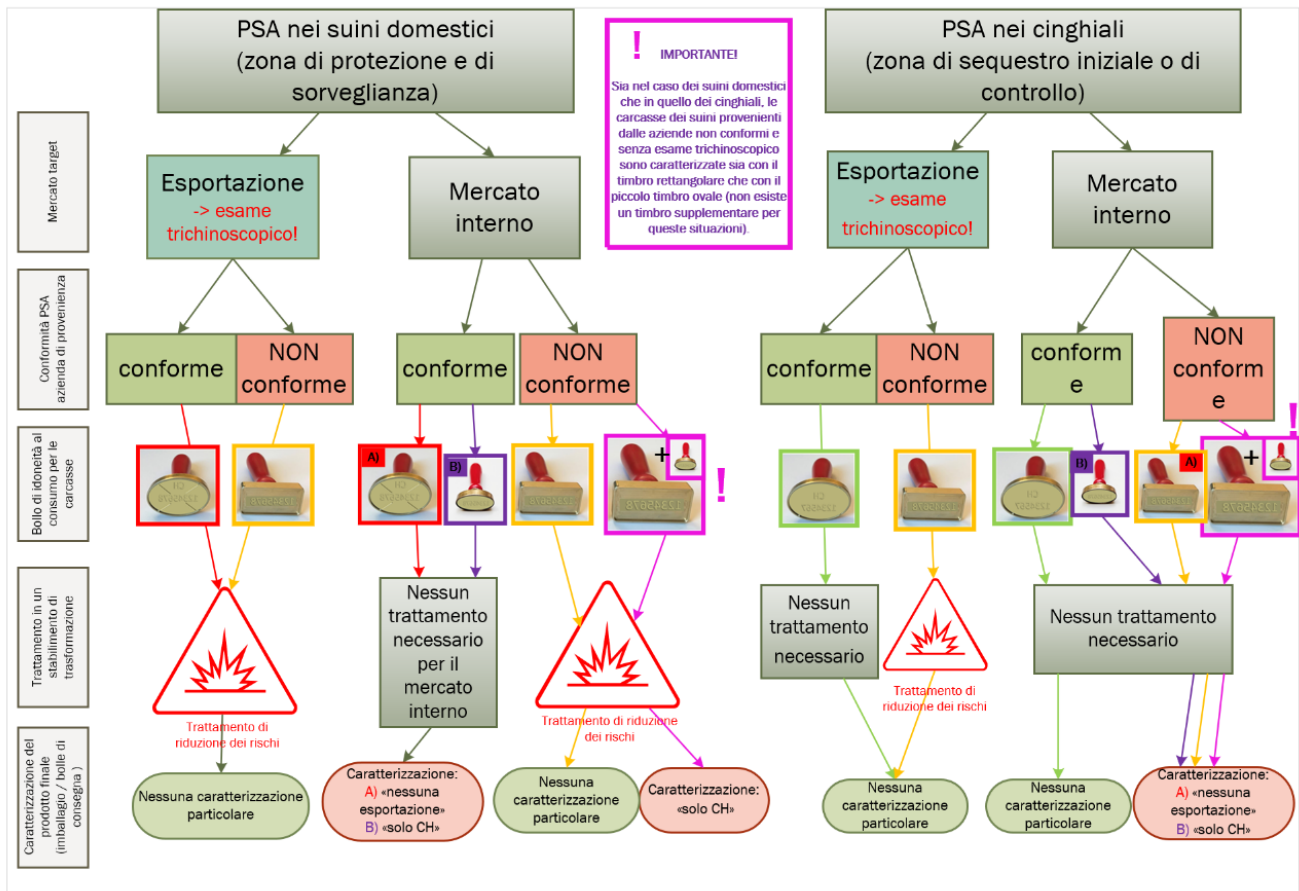 PSA nei suini domestici
(zona di protezione e di
sorveglianza)
! IMPORTANTE!
Sia nel caso dei suini domestici
che in quello dei cinghiali, le
carcasse dei suini provenienti
dalle aziende non conformi e
senza esame trichinoscopico
sono caratterizzate sia con il
timbro rettangolare che con il
piccolo timbro ovale (non esiste
un timbro supplementare per
queste situazioni).
PSA nei cinghiali
(zona di sequestro iniziale o di
controllo)
Mercato target
Esportazione
-> esame
trichinoscopico!
Mercato
interno
Esportazione
-> esame
trichinoscopico!
Mercato
interno
Conformità PSA
azienda di provenienza
conforme
NON
conforme
conforme
NON
conforme
conforme
NON
conforme
conform
e
NON
conform
e
Bollo di idoneità al
consumo per le
carcasse
A)
B)
+
!
B)
A)
+
!
Trattamento in un
stabilimento di
trasformazione
Trattamento di
riduzione dei rischi
Nessun
trattamento
necessario
per il
mercato
interno
Trattamento di riduzione
dei rischi
Nessun
trattamento
necessario
Trattamento di
riduzione dei rischi
Nessun trattamento
necessario
Caratterizzazione del
prodotto finale
(imballagio / bolle di
consegna )
Nessuna caratterizzazione
particolare
Caratterizzazione:
A) «nessuna
esportazione»
B) «solo CH»
Nessuna
caratterizzazione
particolare
Caratterizzazione:
«solo CH»
Nessuna
caratterizzazione
particolare
Nessuna
caratterizzazione
particolare
Caratterizzazione:
A) «nessuna
esportazione»
B) «solo CH»